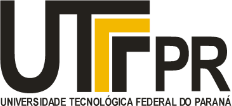 UTFPR
UNIVERSIDADE TECNOLÓGICA FEDERAL DO PARANÁ